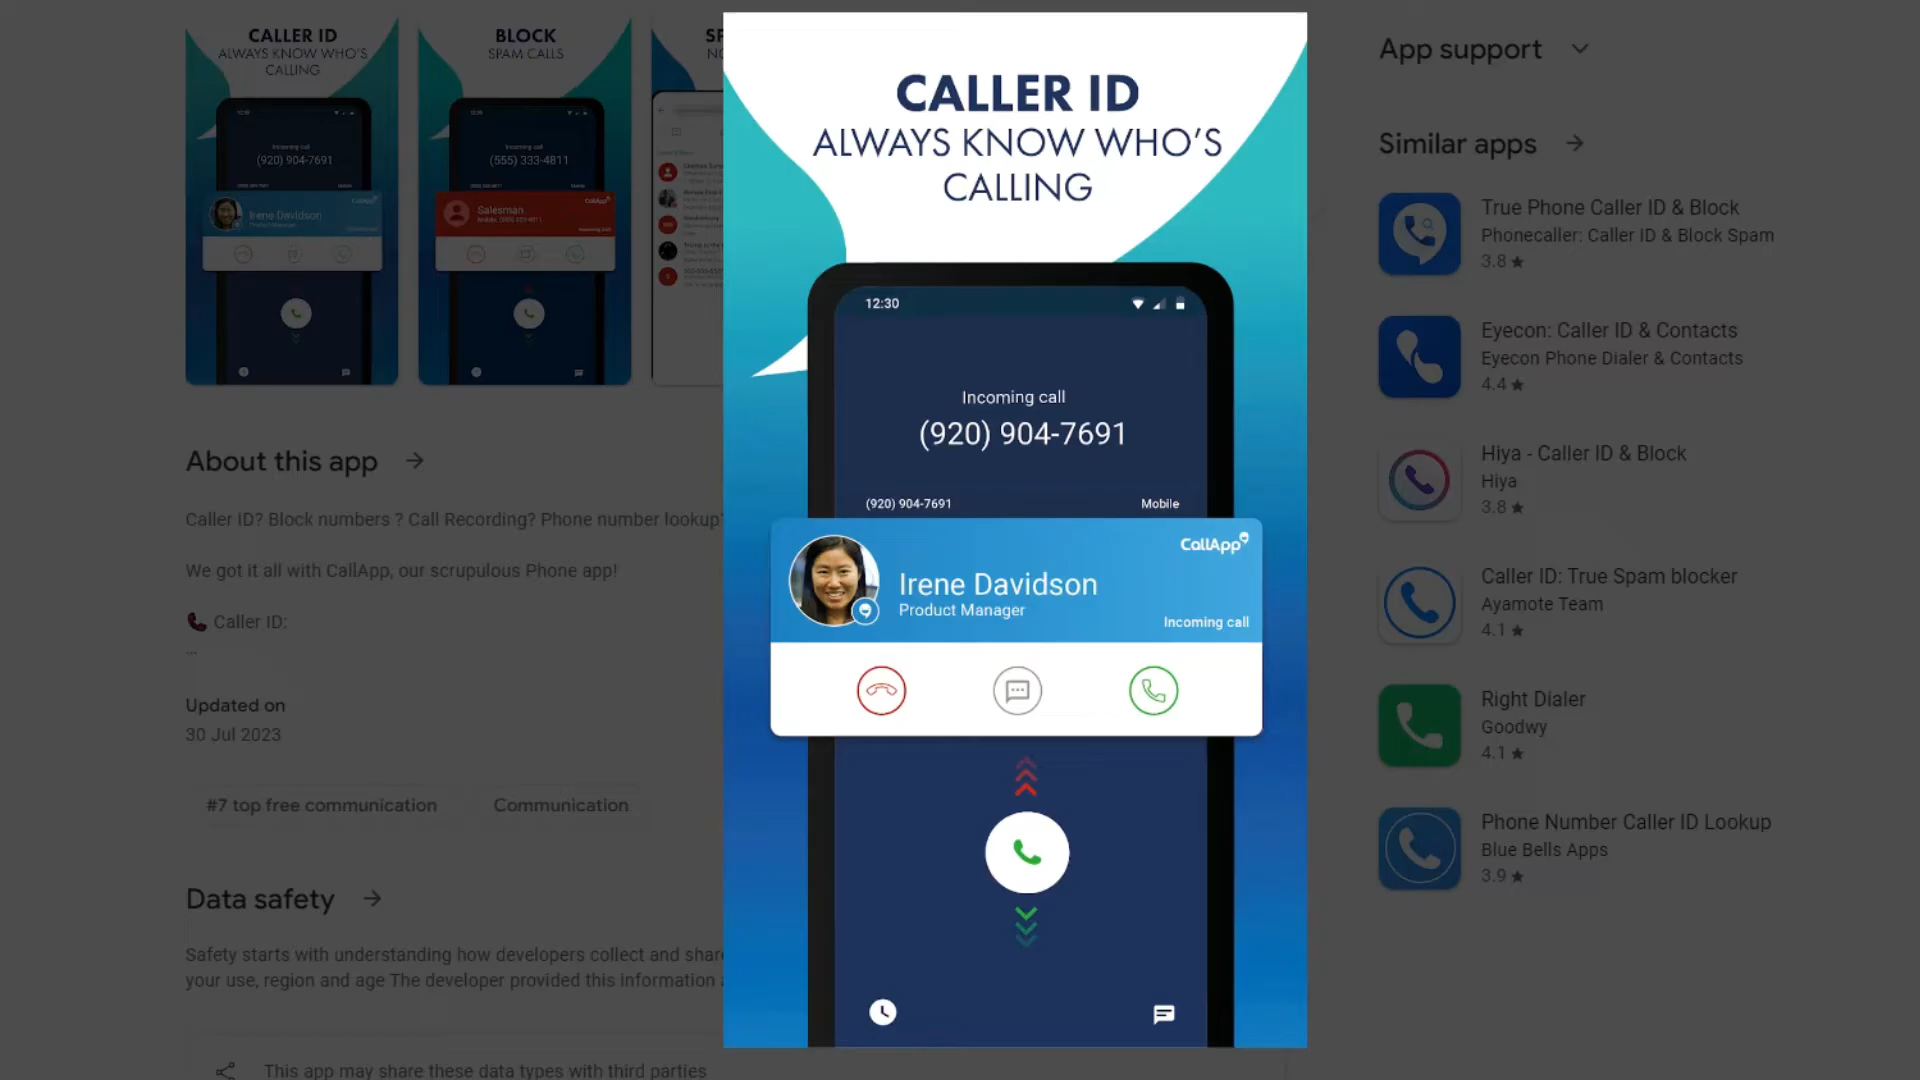 CALLER ID
ALWAYS KNOW WHO'S
CALLING
Incoming call
(920) 904-7691
Irene Davidson
CallApp
BLOCK
SPAM CALLS
Incoming call
(555) 333-4811
Salesman
CallApp
CALLER ID
ALWAYS KNOW WHO'S
CALLING
12:30
Incoming call
(920) 904-7691
(920) 904-7691 Mobile
CallApp
Irene Davidson
Product Manager
Incoming call
About this app
Caller ID? Block numbers ? Call Recording? Phone number lookup?
We got it all with CallApp, our scrupulous Phone app!
Caller ID:
...
Updated on
30 Jul 2023
#7 top free communication Communication
Data safety
Safety starts with understanding how developers collect and
your use, region and age The developer provided this information
This app may share these data types with third parties
App support
Similar apps
True Phone Caller ID & Block
Phonecaller: Caller ID & Block Spam
3.8 ★
Eyecon: Caller ID & Contacts
Eyecon Phone Dialer & Contacts
4.4 ★
Hiya - Caller ID & Block
Hiya
3.8 ★
Caller ID: True Spam blocker
Ayamote Team
4.1 ★
Right Dialer
Goodwy
4.1 ★
Phone Number Caller ID Lookup
Blue Bells Apps
3.9 ★